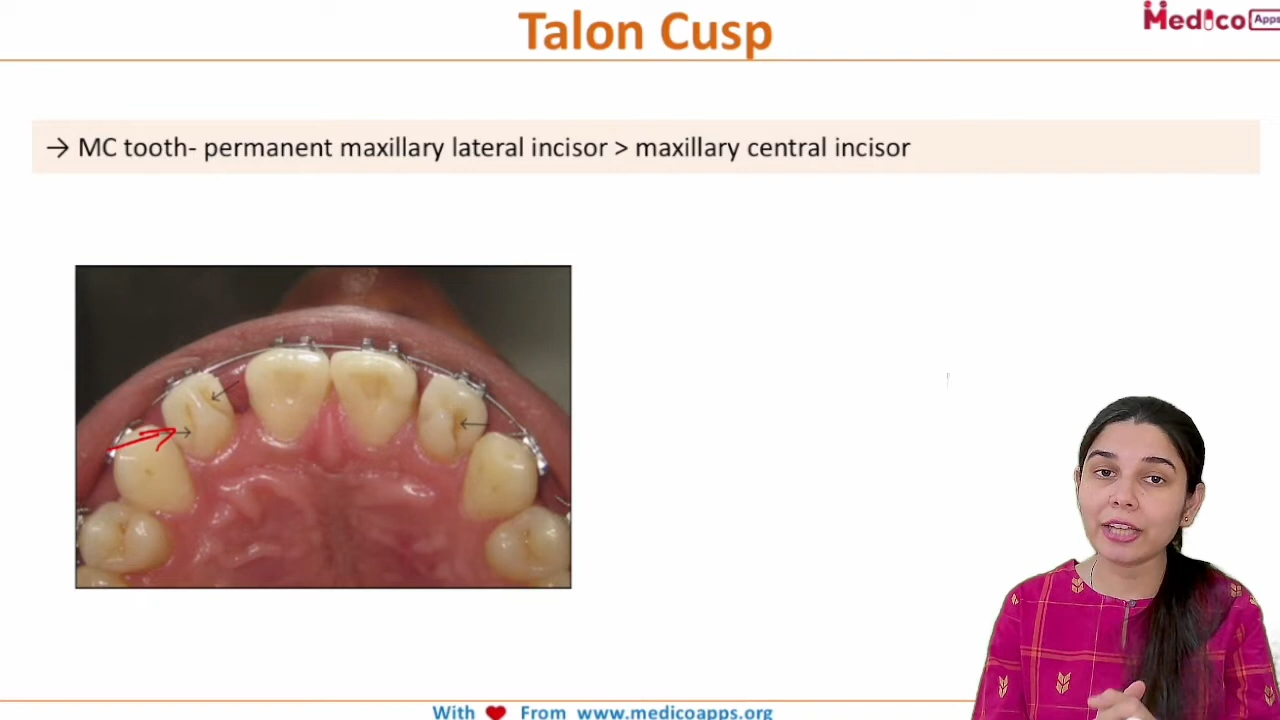 Talon Cusp
Medico Apps
→ MC tooth- permanent maxillary lateral incisor > maxillary central incisor
With ❤ From www.medicoapps.org